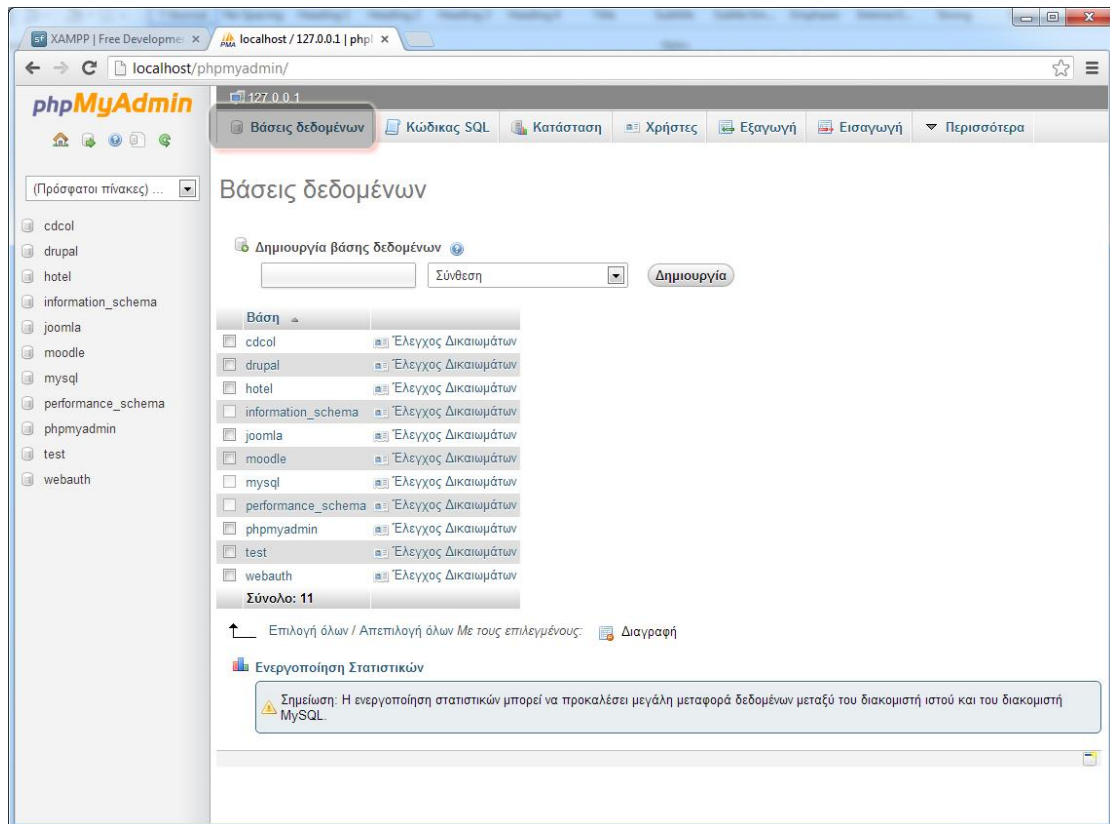 XAMPP | Free Developme
localhost / 127.0.0.1 | php
localhost/phpmyadmin/
phpMyAdmin
127.0.0.1
Βάσεις δεδομένων Κώδικας SQL Κατάσταση Χρήστες Εξαγωγή Εισαγωγή Περισσότερα
(Πρόσφατοι πίνακες) ...
cdcol
drupal
hotel
information_schema
joomla
moodle
mysql
performance_schema
phpmyadmin
test
webauth
Βάσεις δεδομένων
Δημιουργία βάσης δεδομένων
Σύνθεση Δημιουργία
Βάση
cdcol Έλεγχος Δικαιωμάτων
drupal Έλεγχος Δικαιωμάτων
hotel Έλεγχος Δικαιωμάτων
information_schema Έλεγχος Δικαιωμάτων
joomla Έλεγχος Δικαιωμάτων
moodle Έλεγχος Δικαιωμάτων
mysql Έλεγχος Δικαιωμάτων
performance_schema Έλεγχος Δικαιωμάτων
phpmyadmin Έλεγχος Δικαιωμάτων
test Έλεγχος Δικαιωμάτων
webauth Έλεγχος Δικαιωμάτων
Σύνολο: 11
Επιλογή όλων / Απεπιλογή όλων Με τους επιλεγμένους: Διαγραφή
Ενεργοποίηση Στατιστικών
Σημείωση: Η ενεργοποίηση στατιστικών μπορεί να προκαλέσει μεγάλη μεταφορά δεδομένων μεταξύ του διακομιστή ιστού και του διακομιστή
MySQL.